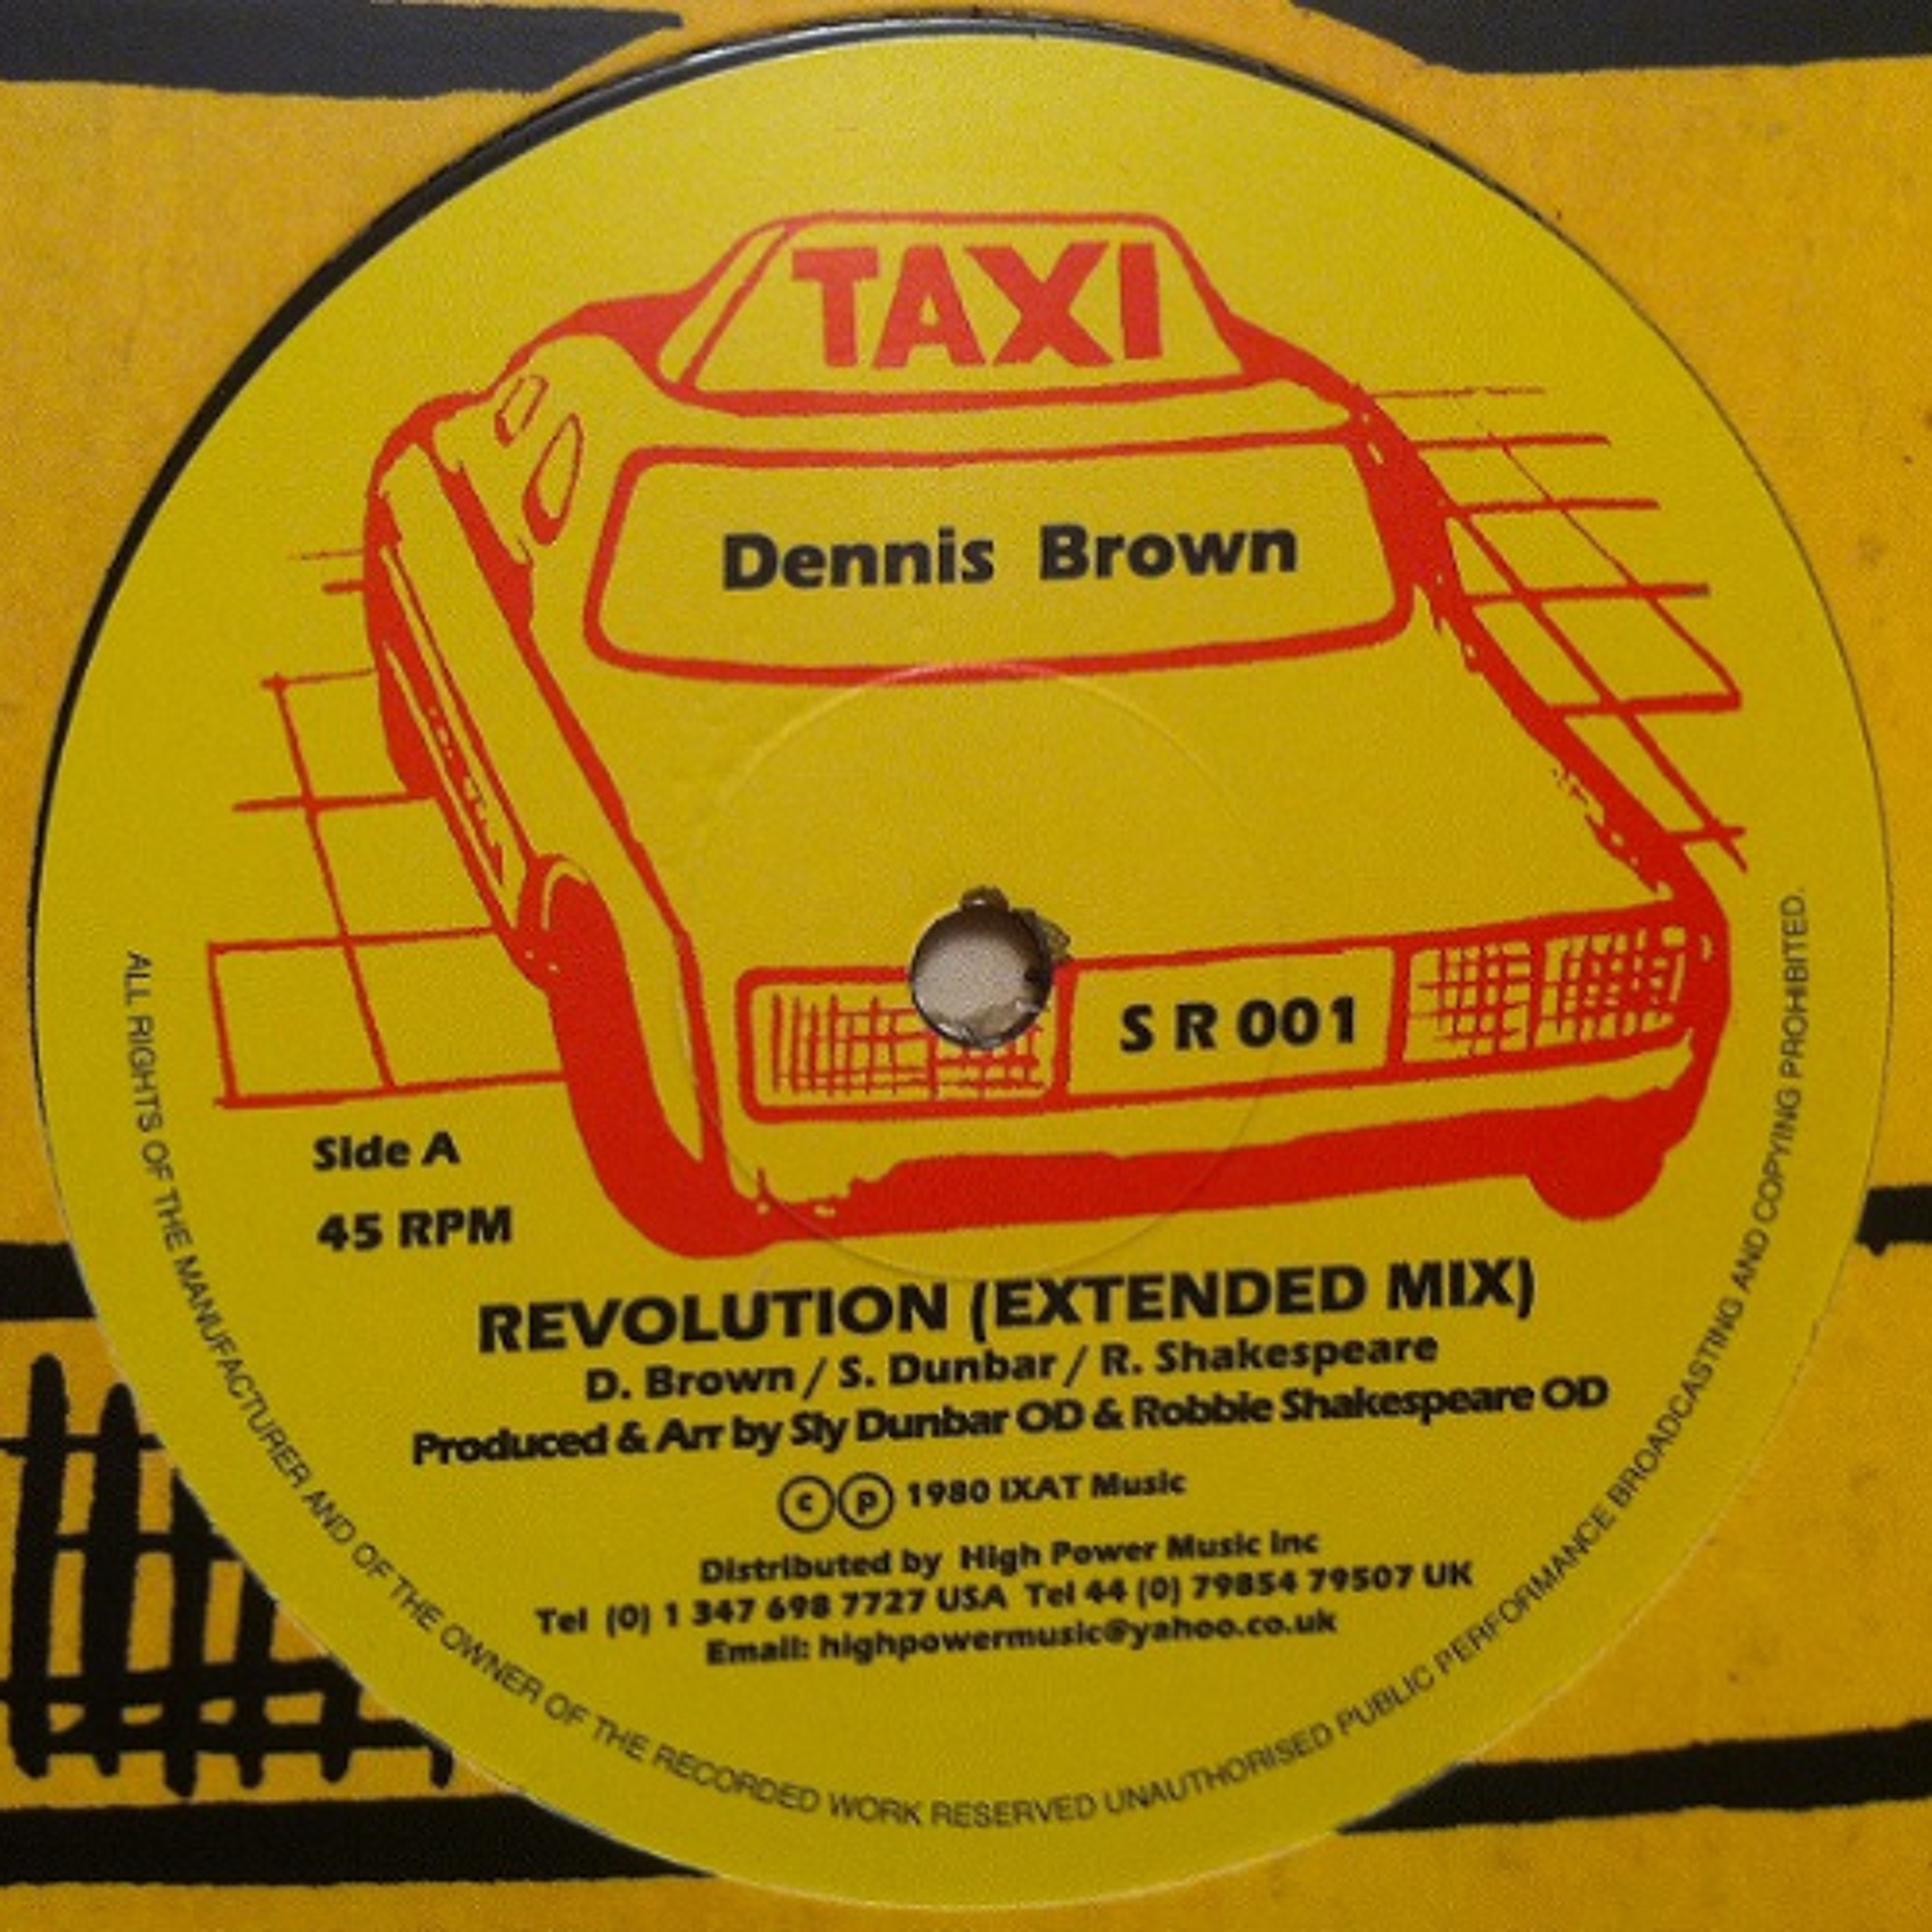 TAXI
Dennis Brown
S R 001
Side A
45 RPM
REVOLUTION (EXTENDED MIX)
D. Brown / S. Dunbar / R. Shakespeare
Produced & Arr by Sly Dunbar OD & Robbie Shakespeare OD
©℗ 1980 IXAT Music
Distributed by High Power Music Inc
Tel (0) 1 347 698 7727 USA Tel 44 (0) 79854 79507 UK
Email: highpowermusic@yahoo.co.uk
ALL RIGHTS OF THE MANUFACTURER AND OF THE OWNER OF THE RECORDED WORK RESERVED UNAUTHORISED PUBLIC PERFORMANCE BROADCASTING AND COPYING PROHIBITED.